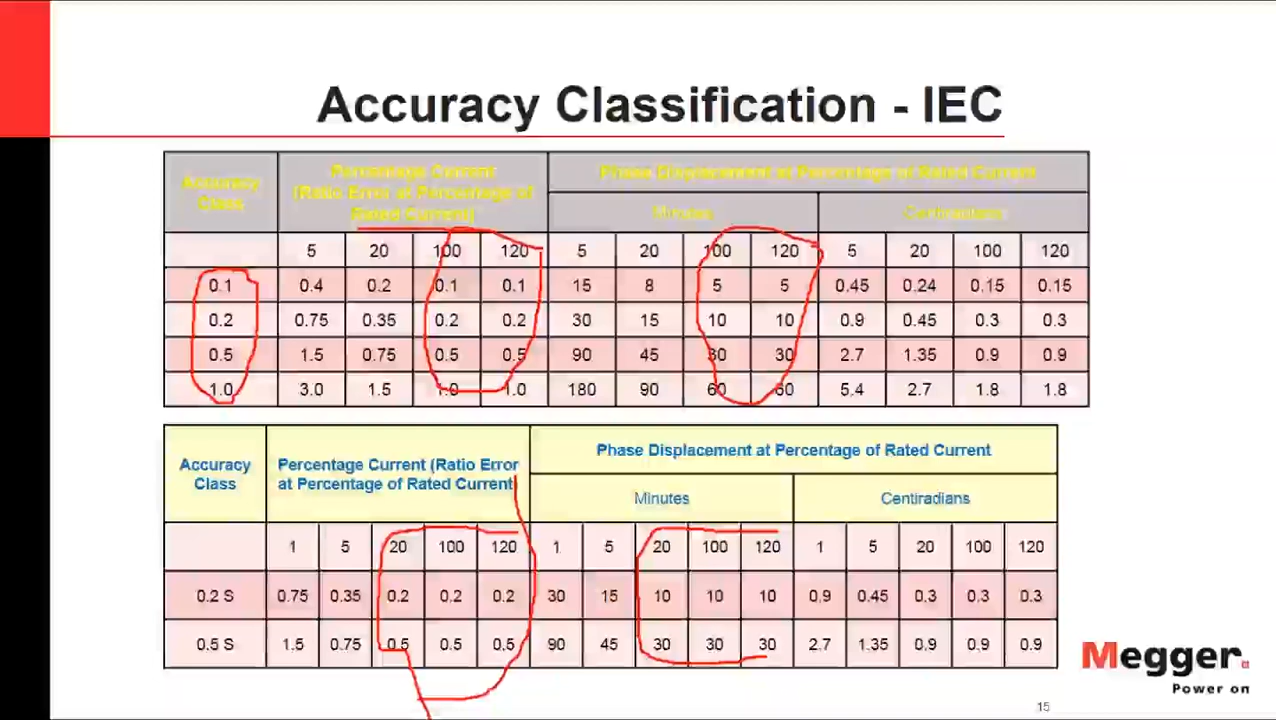 Accuracy Classification - IEC
Accuracy Class
Percentage Current (Ratio Error at Percentage of Rated Current)
Phase Displacement at Percentage of Rated Current
Minutes
Centiradians
5 20 100 120 5 20 100 120 5 20 100 120
0.1 0.4 0.2 0.1 0.1 15 8 5 5 0.45 0.24 0.15 0.15
0.2 0.75 0.35 0.2 0.2 30 15 10 10 0.9 0.45 0.3 0.3
0.5 1.5 0.75 0.5 0.5 90 45 30 30 2.7 1.35 0.9 0.9
1.0 3.0 1.5 1.0 1.0 180 90 60 60 5.4 2.7 1.8 1.8
Accuracy Class
Percentage Current (Ratio Error at Percentage of Rated Current)
Phase Displacement at Percentage of Rated Current
Minutes
Centiradians
1 5 20 100 120 1 5 20 100 120 1 5 20 100 120
0.2 S 0.75 0.35 0.2 0.2 0.2 30 15 10 10 10 0.9 0.45 0.3 0.3 0.3
0.5 S 1.5 0.75 0.5 0.5 0.5 90 45 30 30 30 2.7 1.35 0.9 0.9 0.9
Megger
Power on
15